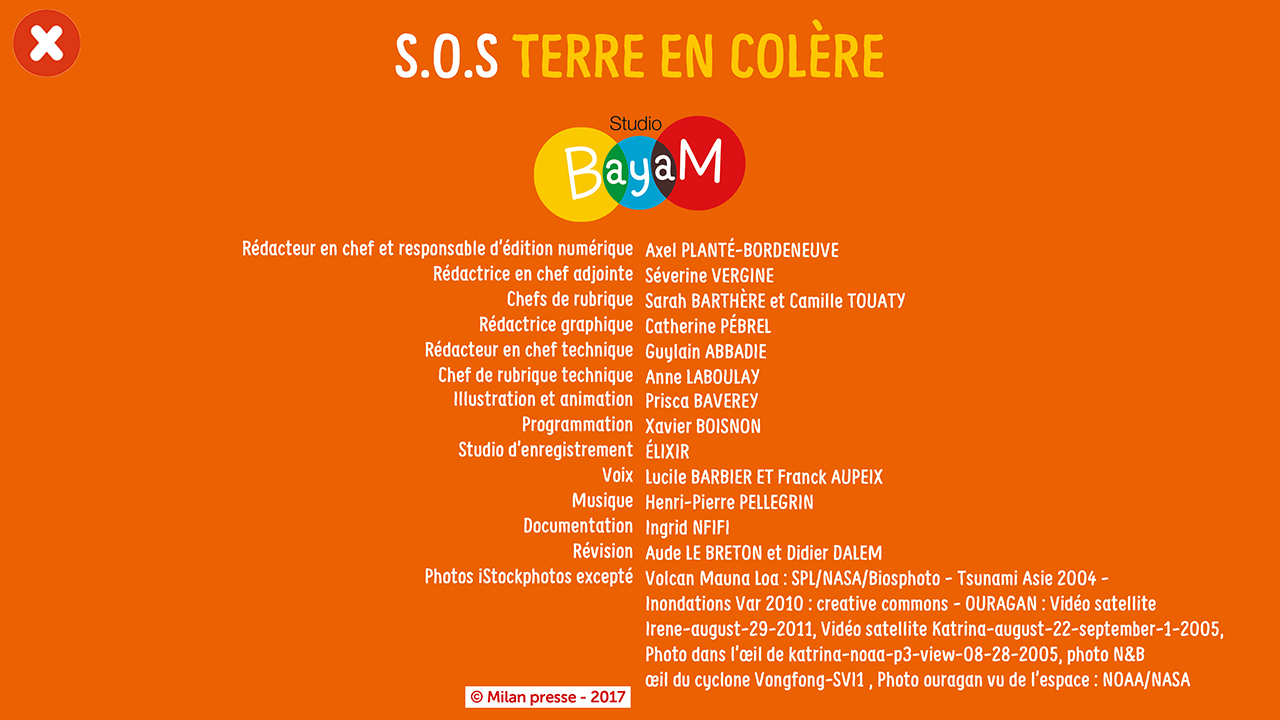 S.O.S TERRE EN COLÈRE
Studio
BayaM
Rédacteur en chef et responsable d'édition numérique Axel PLANTÉ-BORDENEUVE
Rédactrice en chef adjointe Séverine VERGINE
Chefs de rubrique Sarah BARTHÈRE et Camille TOUATY
Rédactrice graphique Catherine PÉBREL
Rédacteur en chef technique Guylain ABBADIE
Chef de rubrique technique Anne LABOULAY
Illustration et animation Prisca BAVEREY
Programmation Xavier BOISNON
Studio d'enregistrement ÉLIXIR
Voix Lucile BARBIER ET Franck AUPEIX
Musique Henri-Pierre PELLEGRIN
Documentation Ingrid NFIFI
Révision Aude LE BRETON et Didier DALEM
Photos iStockphotos excepté Volcan Mauna Loa : SPL/NASA/Biosphoto - Tsunami Asie 2004 -
Inondations Var 2010 : creative commons - OURAGAN : Vidéo satellite
Irene-august-29-2011, Vidéo satellite Katrina-august-22-september-1-2005,
Photo dans l'œil de katrina-noaa-p3-view-08-28-2005, photo N&B
œil du cyclone Vongfong-SVI1 , Photo ouragan vu de l'espace : NOAA/NASA
© Milan presse - 2017